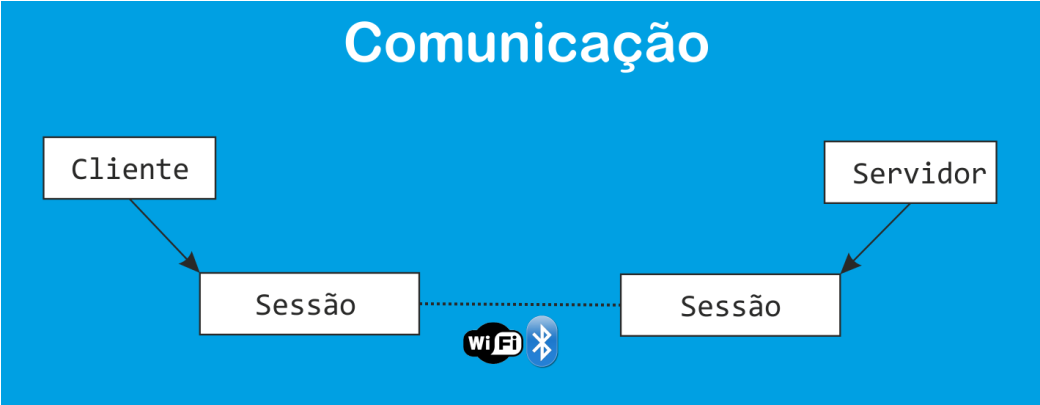 Comunicação
Cliente
Servidor
Sessão
Sessão
WiFi